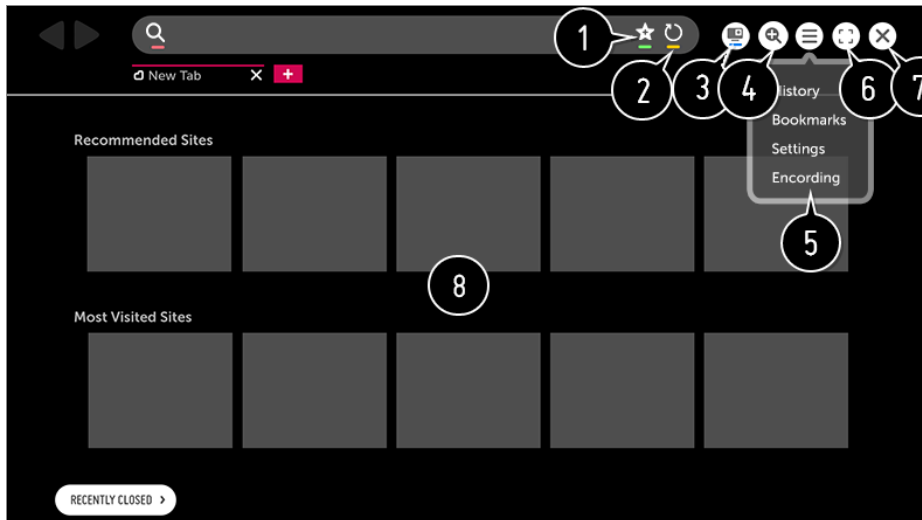 1
New Tab
2
3
4
6
7
History
Bookmarks
Settings
Encording
5
Recommended Sites
8
Most Visited Sites
RECENTLY CLOSED